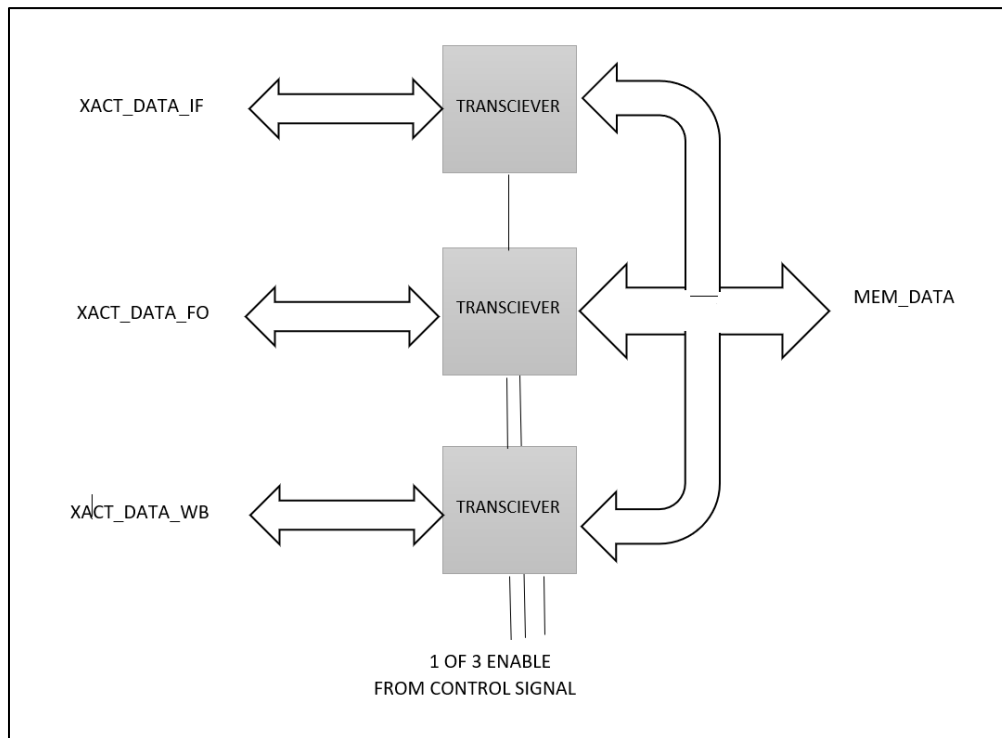 XACT_DATA_IF
TRANSCIEVER
XACT_DATA_FO
TRANSCIEVER
MEM_DATA
XACT_DATA_WB
TRANSCIEVER
1 OF 3 ENABLE
FROM CONTROL SIGNAL